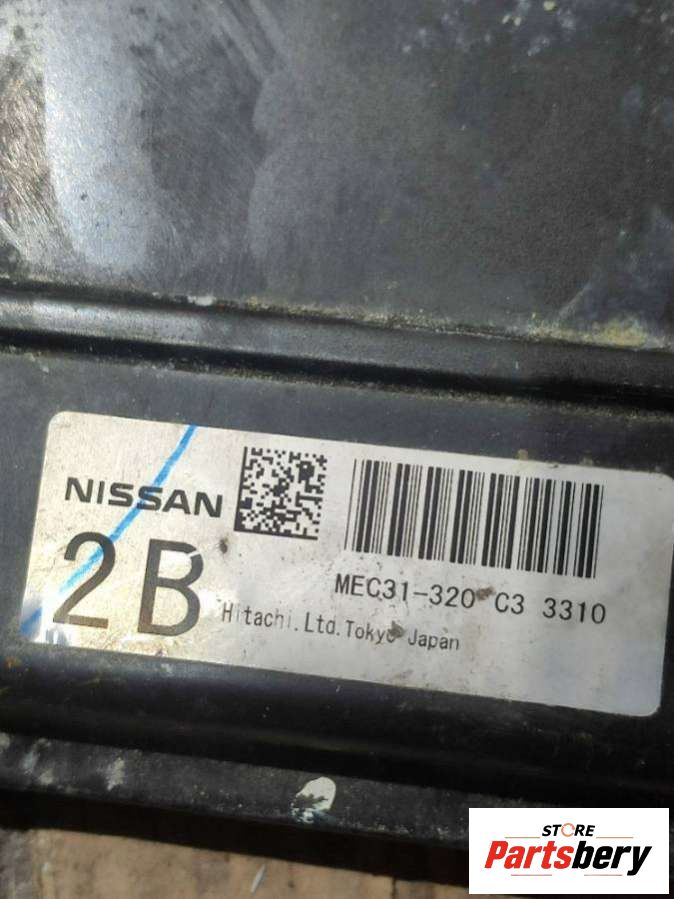 NISSAN
2B
MEC31-320 C3 3310
Hitachi.Ltd.Tokyo Japan
STORE
Partsbery